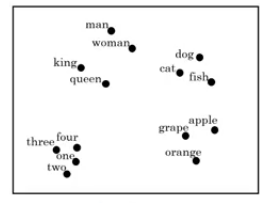 man
woman
king
queen
dog
cat
fish
three
four
one
two
grape
apple
orange